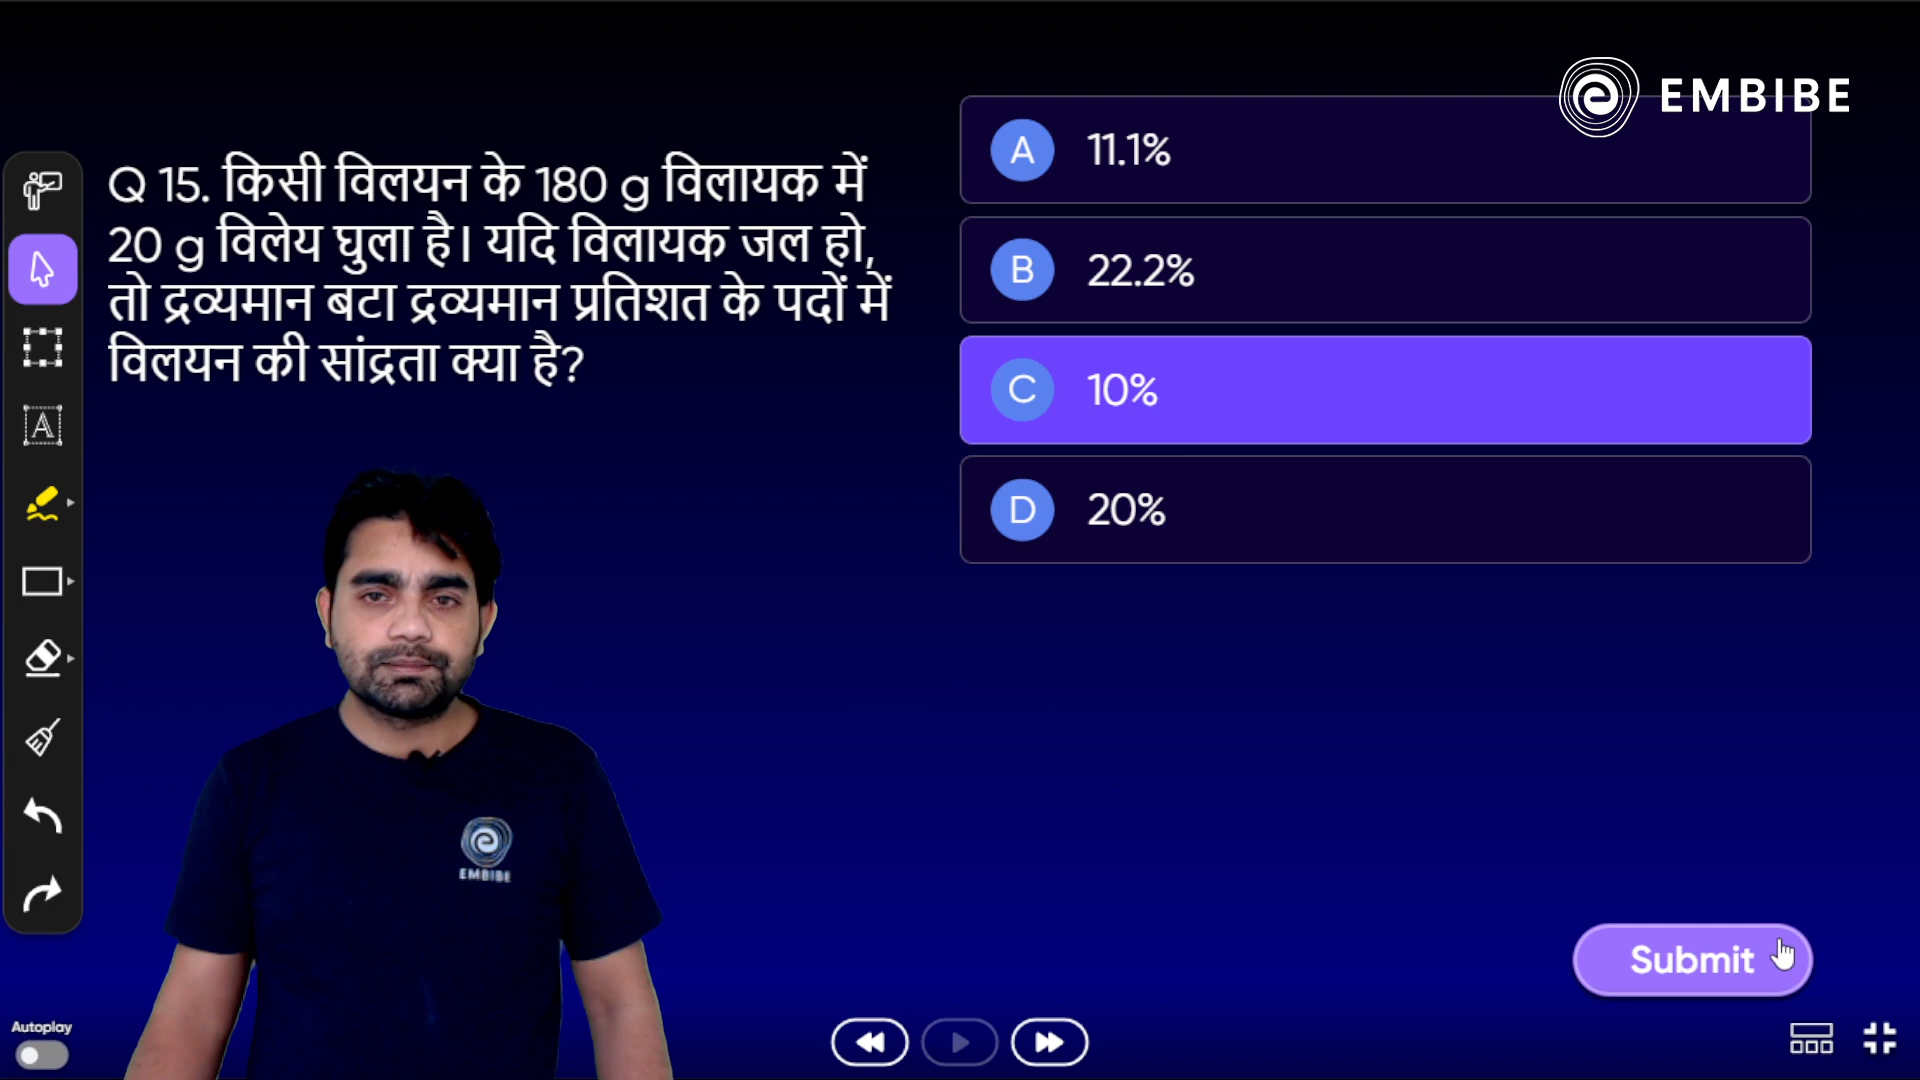 EMBIBE
Q 15. किसी विलयन के 180 g विलायक में
20 g विलेय घुला है। यदि विलायक जल हो,
तो द्रव्यमान बटा द्रव्यमान प्रतिशत के पदों में
विलयन की सांद्रता क्या है?
A 11.1%
B 22.2%
C 10%
D 20%
A
EMBIBE
Submit
Autoplay